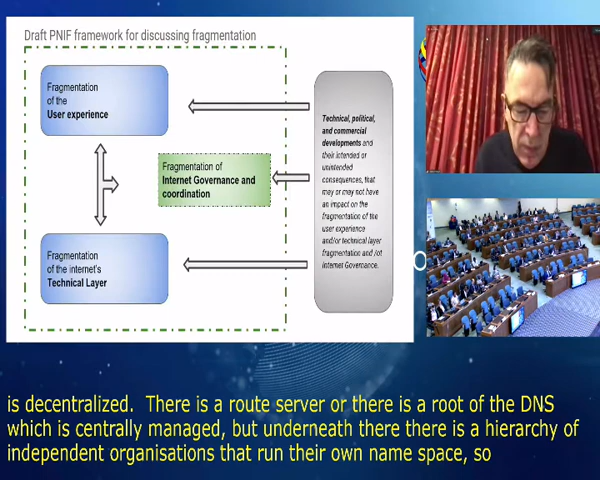 Draft PNIF framework for discussing fragmentation
Fragmentation
of the
User experience
Fragmentation of
Internet Governance and
coordination
Fragmentation
of the internet's
Technical Layer
Technical, political,
and commercial
developments and
their intended or
unintended
consequences, that
may or may not have
an impact on the
fragmentation of the
user experience
and/or technical layer
fragmentation and /ot
Internet Governance.
is decentralized.  There is a route server or there is a root of the DNS
which is centrally managed, but underneath there there is a hierarchy of
independent organisations that run their own name space, so